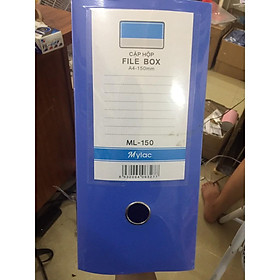 CẶP HỘP
FILE BOX
A4-150mm
ML-150
Mylac